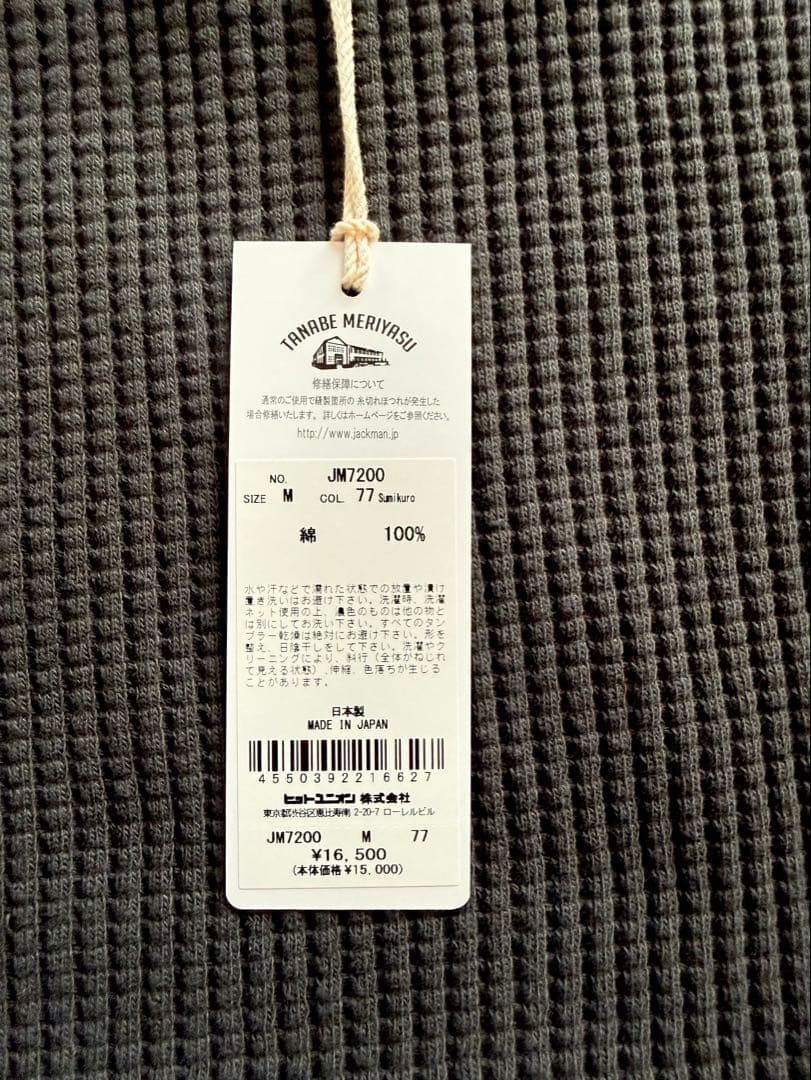 TANABE MERIYASU
修繕保障について
通常のご使用で縫製箇所の 糸切れほつれが発生した
場合修繕いたします。 詳しくはホームページをご参照ください。
http://www.jackman.jp
NO. JM7200
SIZE M COL. 77 Sumikuro
綿 100%
水や汗などで濡れた状態での放置や漬け
置き洗いはお避け下さい。洗濯時、洗濯
ネット使用の上、濃色のものは他の物と
は別にしてお洗い下さい。すべてのタン
ブラー乾燥は絶対にお避け下さい。形を
整え、日陰干しをして下さい。洗濯やク
リーニングにより、斜行（全体がねじれ
て見える状態）,伸縮、色落ちが生じる
ことがあります。
日本製
MADE IN JAPAN
4550392216627
ヒットユニオン 株式会社
東京都渋谷区恵比寿南 2-20-7 ローレルビル
JM7200 M 77
¥16,500
(本体価格¥15,000)